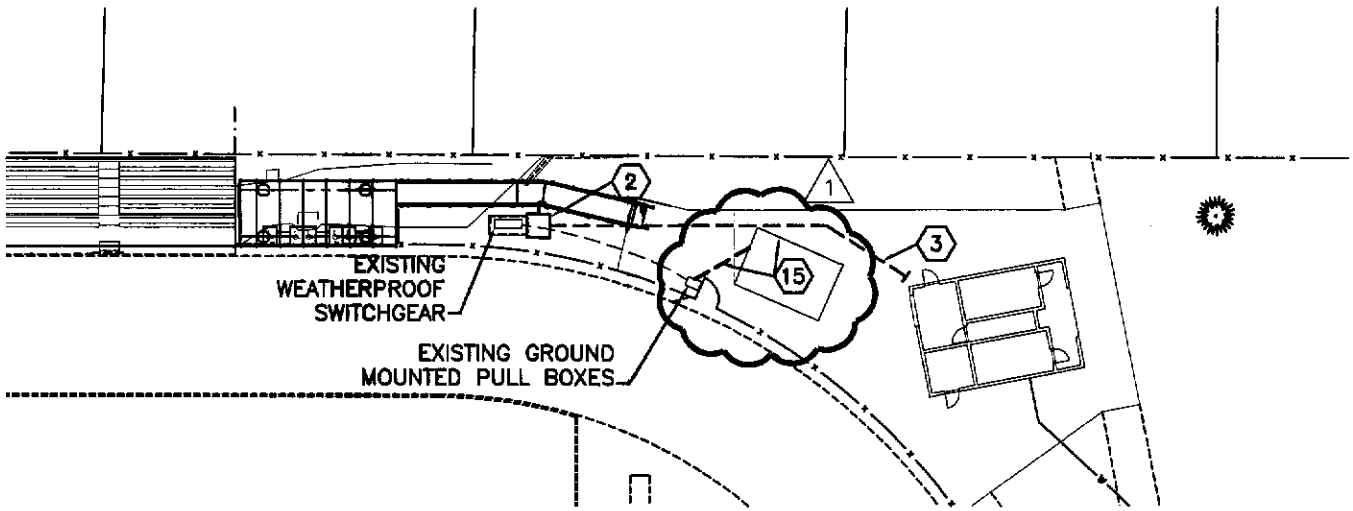 1
2
3
15
EXISTING
WEATHERPROOF
SWITCHGEAR
EXISTING GROUND
MOUNTED PULL BOXES